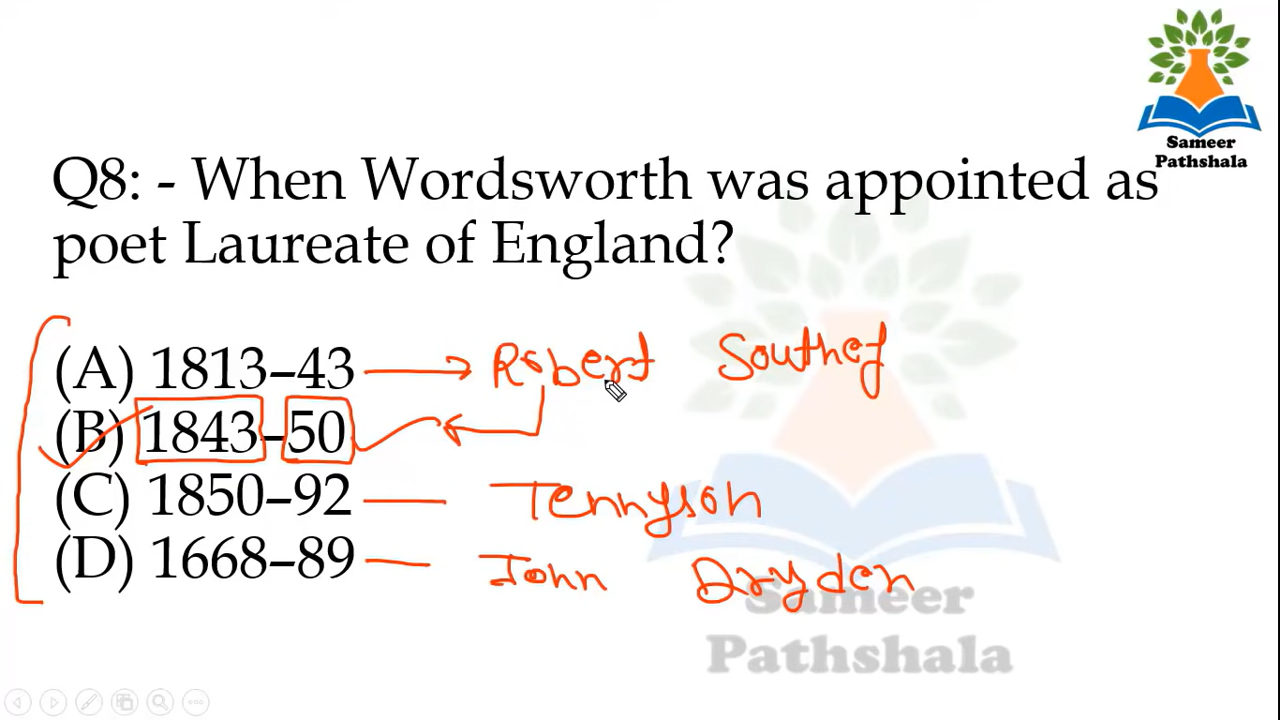 Sameer
Pathshala
Q8: - When Wordsworth was appointed as
poet Laureate of England?
(A) 1813–43 Robert Southey
(B) 1843–50
(C) 1850–92 Tennyson
(D) 1668–89 John Dryden
Sameer
Pathshala